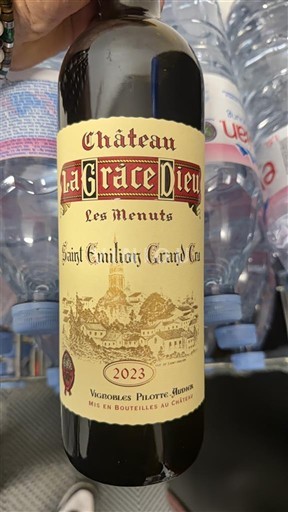 Château
La Grâce Dieu
Les Menuts
Saint Emilion Grand Cru
2023
Vignobles Pilotte-Audier
Mis en Bouteilles au Château